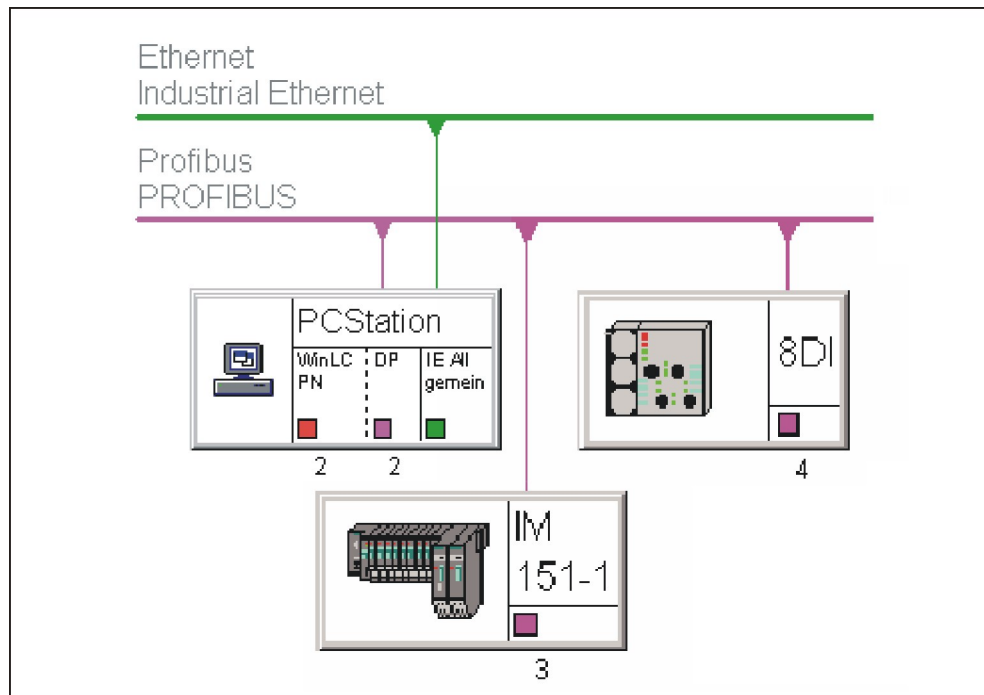 Ethernet
Industrial Ethernet
Profibus
PROFIBUS
PCStation
WinLC DP IE All
PN gemein
2 2
8DI
4
IM
151-1
3